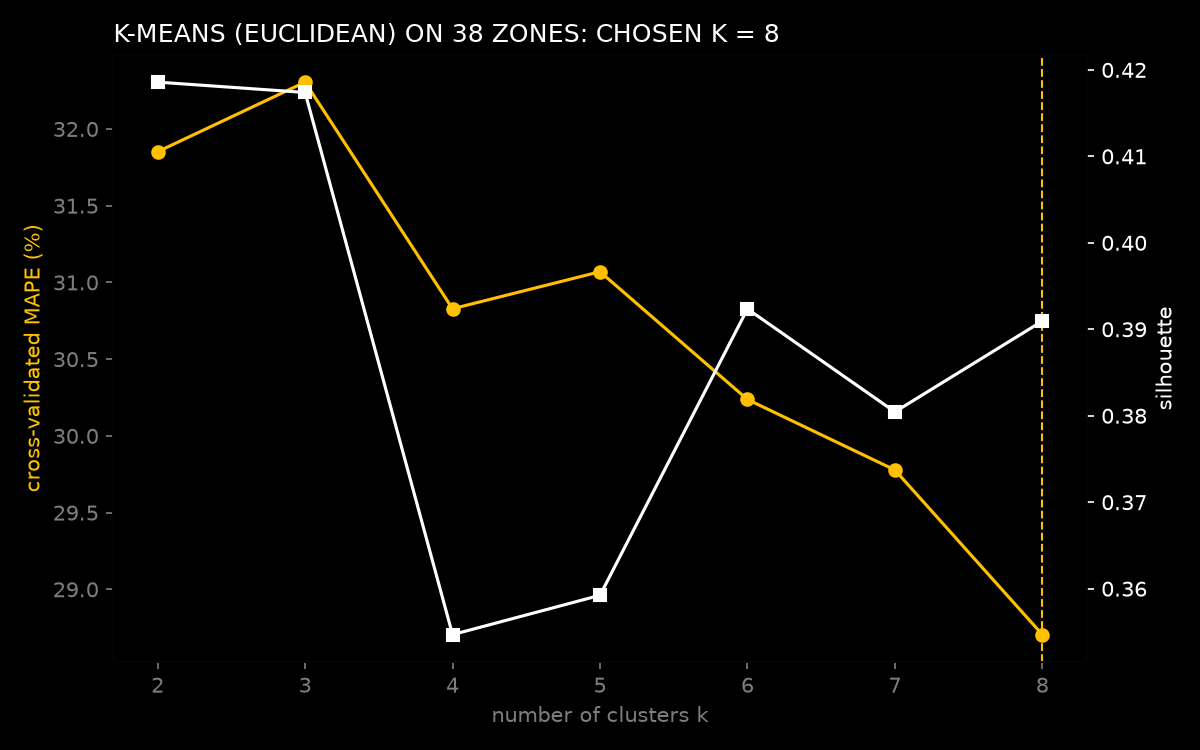 K-MEANS (EUCLIDEAN) ON 38 ZONES: CHOSEN K = 8
cross-validated MAPE (%)
32.0
31.5
31.0
30.5
30.0
29.5
29.0
0.42
0.41
0.40
0.39
0.38
0.37
0.36
silhouette
2 3 4 5 6 7 8
number of clusters k